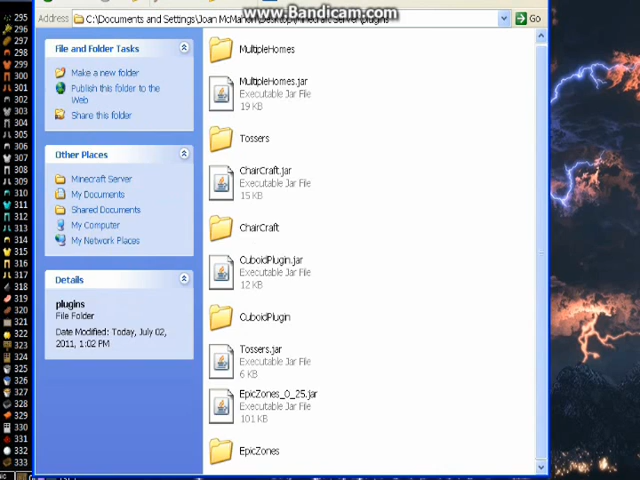 www.Bandicam.com
Address C:\Documents and Settings\Joan McMahon\Desktop\Minecraft Server\plugins Go
File and Folder Tasks
Make a new folder
Publish this folder to the
Web
Share this folder
Other Places
Minecraft Server
My Documents
Shared Documents
My Computer
My Network Places
Details
plugins
File Folder
Date Modified: Today, July 02,
2011, 1:02 PM
MultipleHomes
MultipleHomes.jar
Executable Jar File
19 KB
Tossers
ChairCraft.jar
Executable Jar File
15 KB
ChairCraft
CuboidPlugin.jar
Executable Jar File
12 KB
CuboidPlugin
Tossers.jar
Executable Jar File
6 KB
EpicZones_0_25.jar
Executable Jar File
101 KB
EpicZones
295
296
297
298
299
300
301
302
303
304
305
306
307
308
309
310
311
312
313
314
315
316
317
318
319
320
321
322
323
324
325
326
327
328
329
330
331
332
333